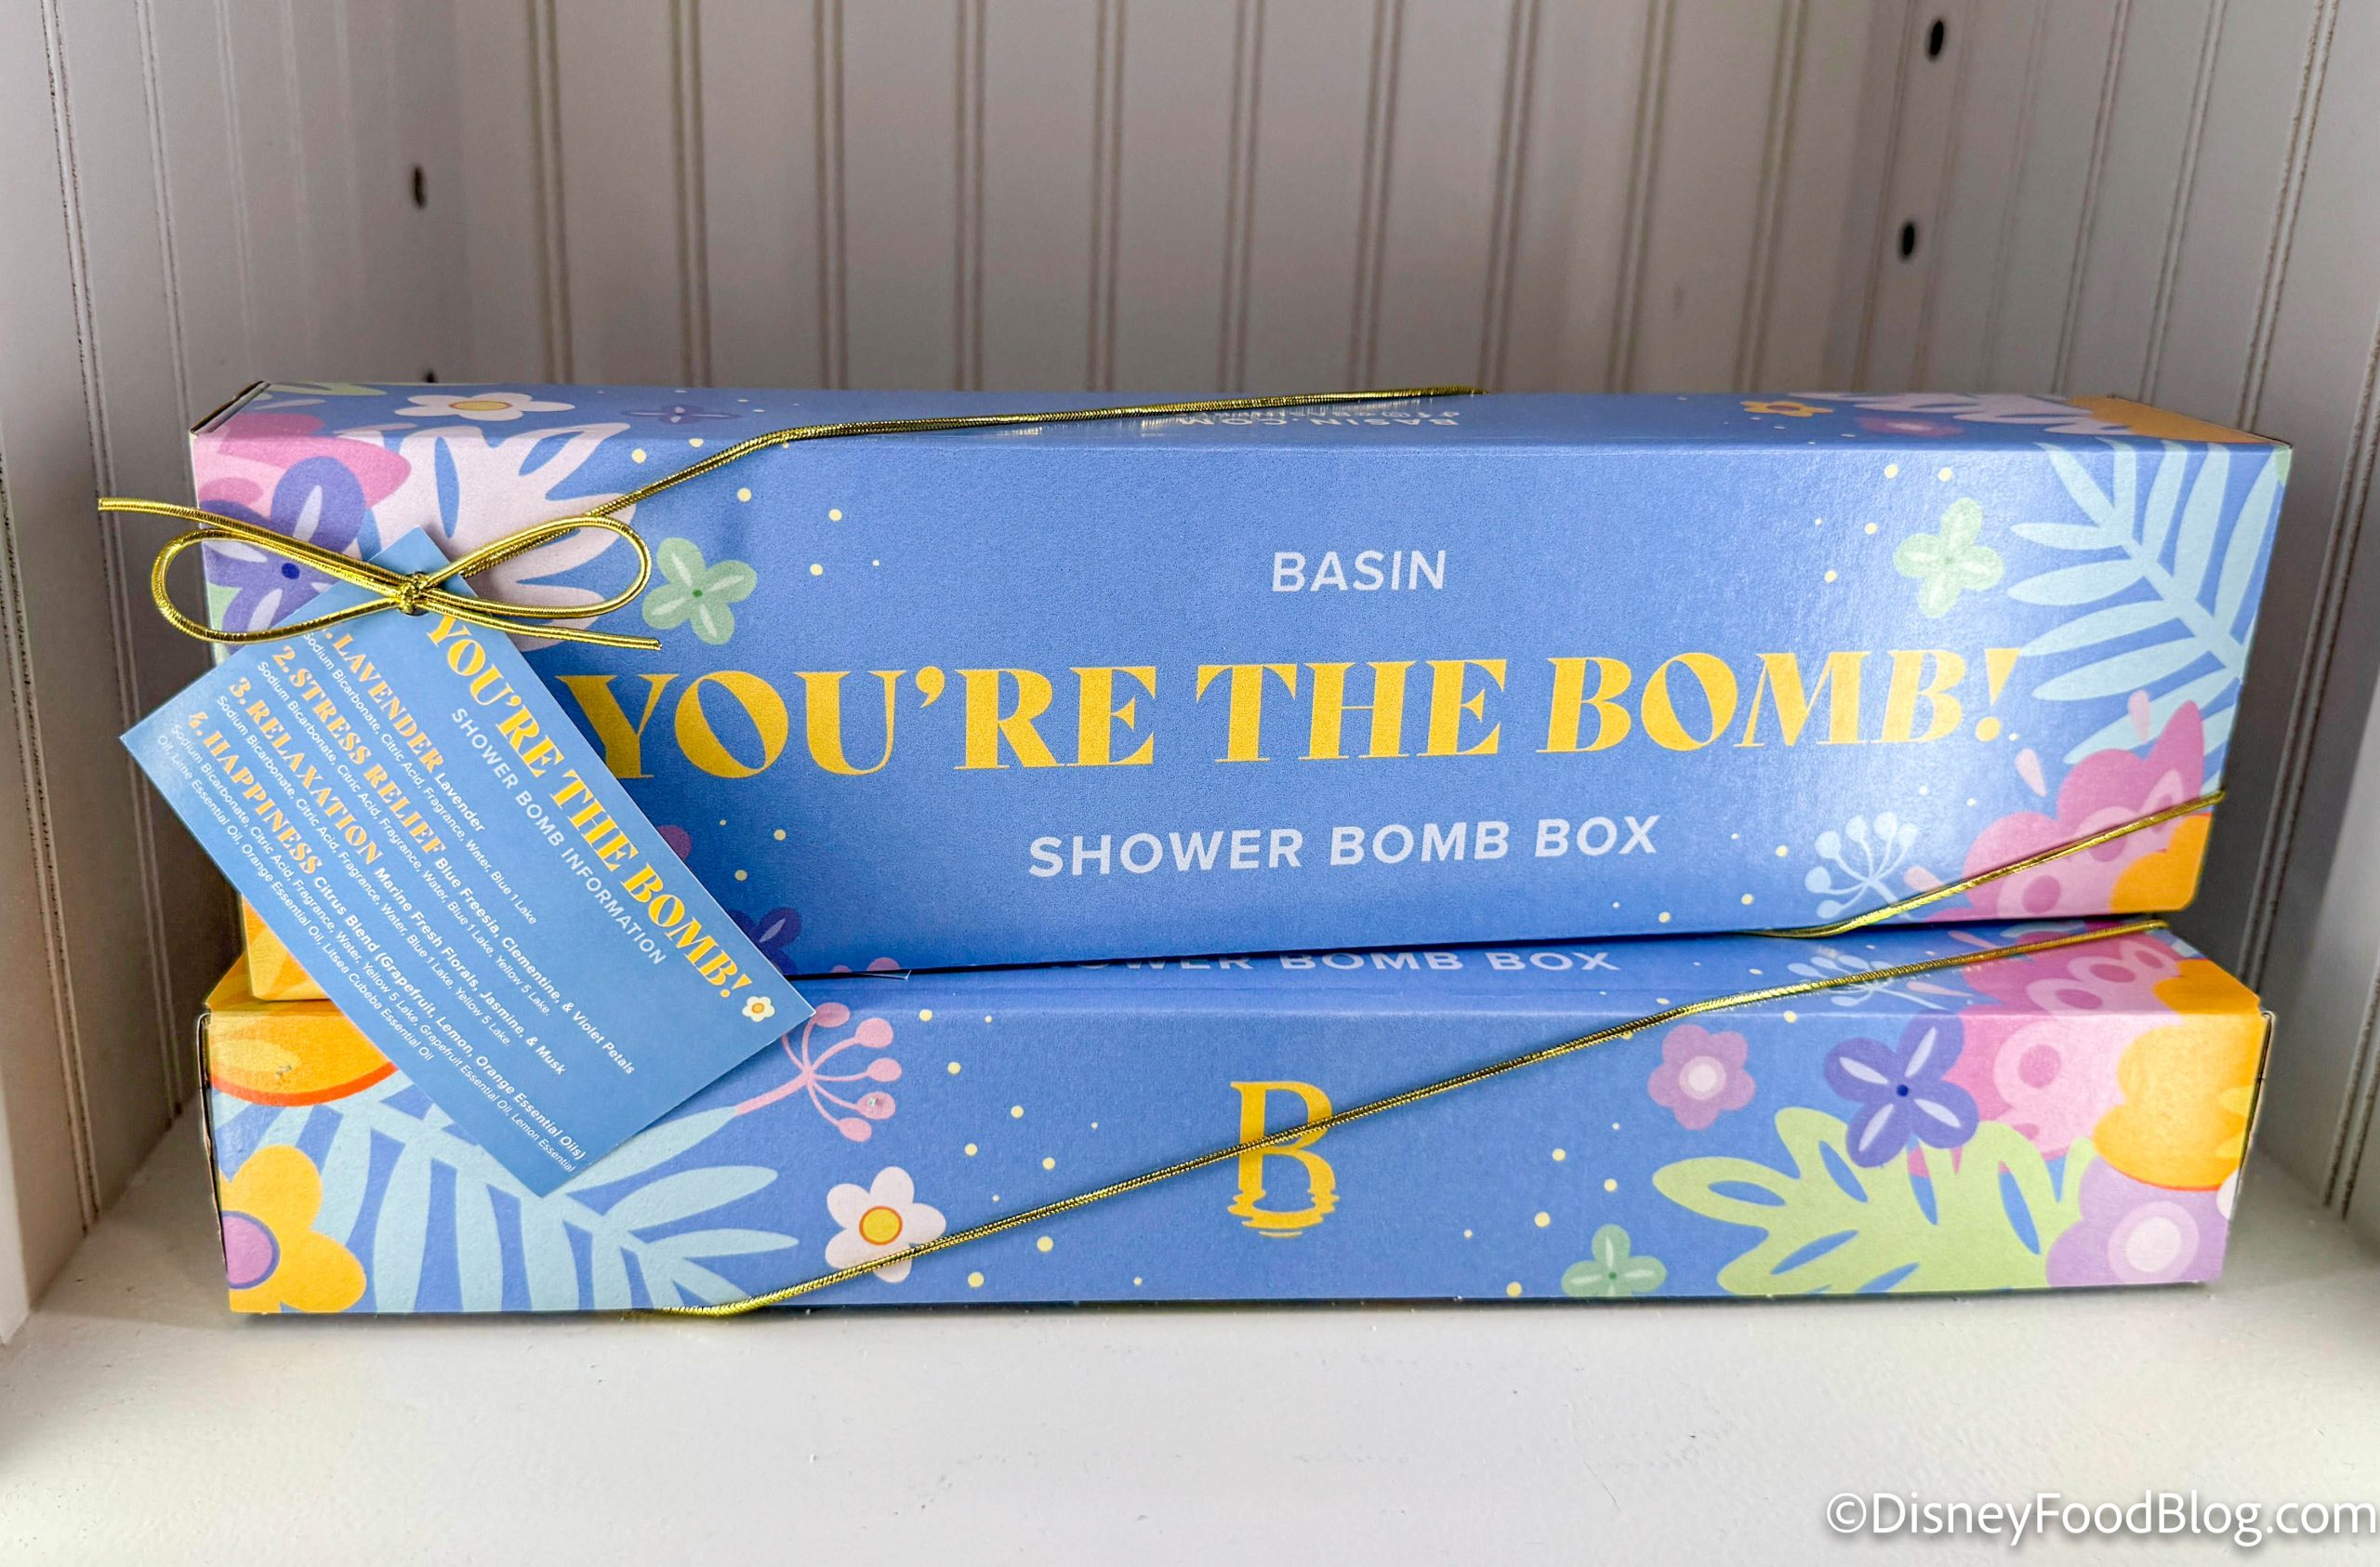 BASIN.COM
BASIN
YOU'RE THE BOMB!
SHOWER BOMB BOX
YOU'RE THE BOMB!
SHOWER BOMB INFORMATION
1. LAVENDER Lavender
Sodium Bicarbonate, Citric Acid, Fragrance, Water, Blue 1 Lake
2. STRESS RELIEF Blue Freesia, Clementine, & Violet Petals
Sodium Bicarbonate, Citric Acid, Fragrance, Water, Blue 1 Lake, Yellow 5 Lake.
3. RELAXATION Marine Fresh Florals, Jasmine, & Musk
Sodium Bicarbonate, Citric Acid, Fragrance, Water, Blue 1 Lake, Yellow 5 Lake.
4. HAPPINESS Citrus Blend (Grapefruit, Lemon, Orange Essential Oils)
Sodium Bicarbonate, Citric Acid, Fragrance, Water, Yellow 5 Lake, Grapefruit Essential Oil, Lemon Essential
Oil, Lime Essential Oil, Orange Essential Oil, Litsea Cubeba Essential Oil
BOMB BOX
B
©DisneyFoodBlog.com